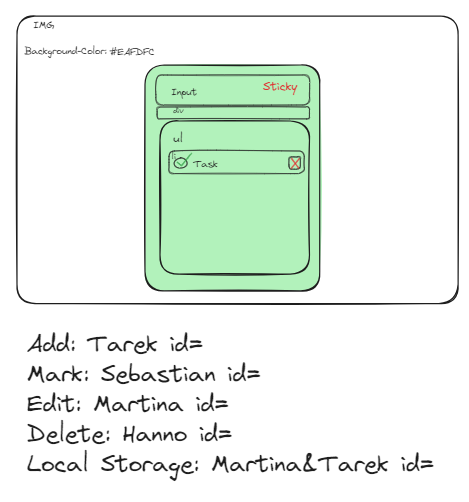 IMG
Background-Color: #EAFDFC
Input Sticky
div
ul
li
Task
Add: Tarek id=
Mark: Sebastian id=
Edit: Martina id=
Delete: Hanno id=
Local Storage: Martina&Tarek id=